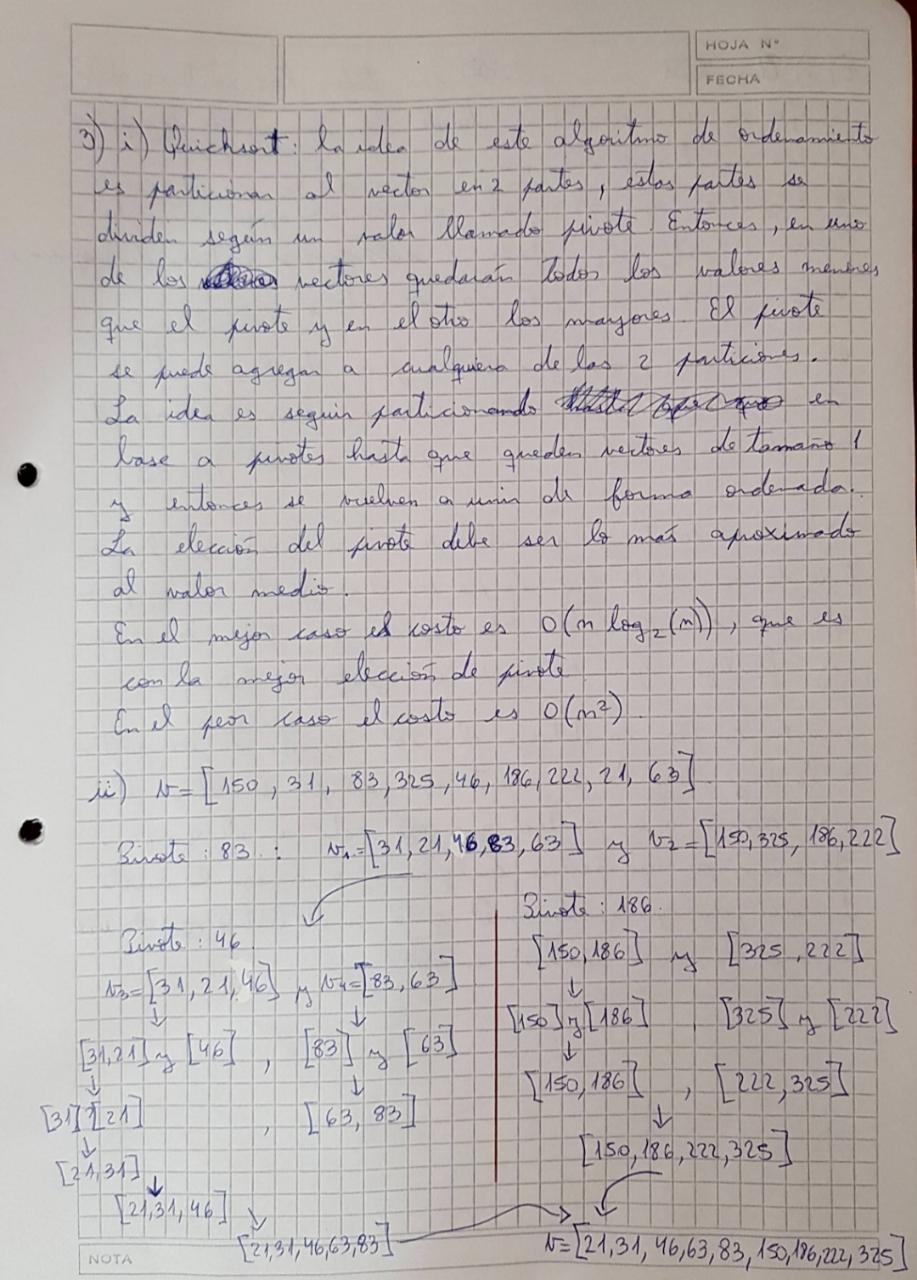 HOJA N°
FECHA
3) i) Quicksort: la idea de este algoritmo de ordenamiento
es particionar al vector en 2 partes, estas partes se
dividen según un valor llamado pivote. Entonces, en uno
de los vectores quedarán todos los valores menores
que el pivote y en el otro los mayores. El pivote
se puede agregar a cualquiera de las 2 particiones.
La idea es seguir particionando en
base a pivotes hasta que queden vectores de tamaño 1
y entonces se vuelven a unir de forma ordenada.
La elección del pivote debe ser lo más aproximado
al valor medio.
En el mejor caso el costo es O(n log₂(n)), que es
con la mejor elección de pivote
En el peor caso el costo es O(n²).
ii) v=[150, 31, 83, 325, 46, 186, 222, 21, 63].
Pivote: 83: v₁=[31, 21, 46, 83, 63] y v₂=[150, 325, 186, 222]
Pivote: 186.
Pivote: 46.
[150, 186] y [325, 222]
v₃=[31, 21, 46] y v₄=[83, 63]
[150] y [186] , [325] y [222]
[31, 21] y [46] , [83] y [63]
[150, 186] , [222, 325]
[31] y [21] , [63, 83]
[150, 186, 222, 325]
[21, 31]
[21, 31, 46]
[21, 31, 46, 63, 83]
v=[21, 31, 46, 63, 83, 150, 186, 222, 325]
NOTA